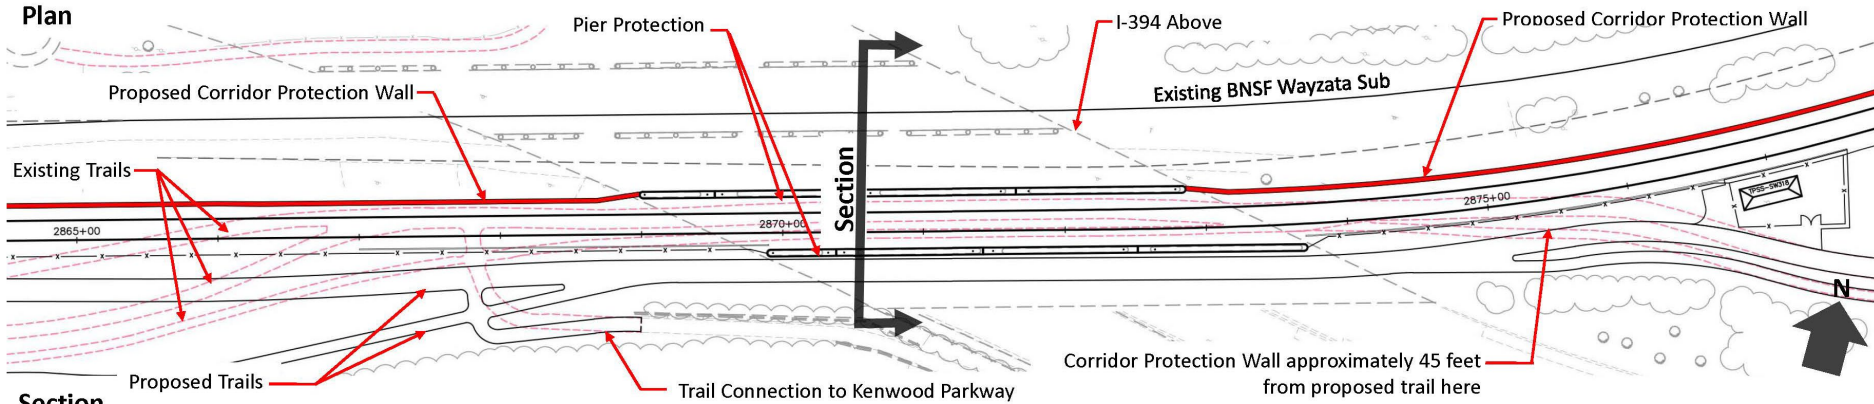 Plan
Pier Protection
I-394 Above
Proposed Corridor Protection Wall
Existing BNSF Wayzata Sub
Proposed Corridor Protection Wall
Existing Trails
Section
2865+00
2870+00
2875+00
TPSS-SW318
N
Proposed Trails
Trail Connection to Kenwood Parkway
Corridor Protection Wall approximately 45 feet
from proposed trail here
Section